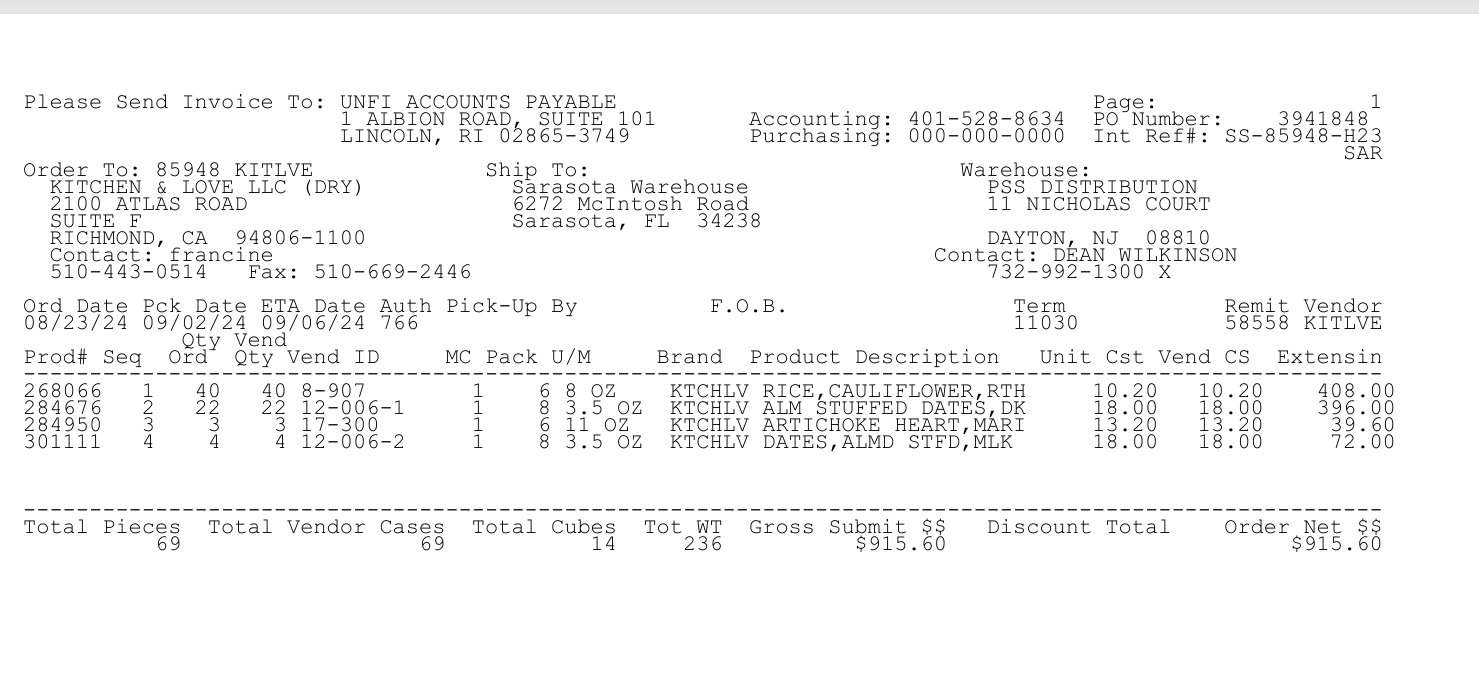 Please Send Invoice To: UNFI ACCOUNTS PAYABLE Page: 1
1 ALBION ROAD, SUITE 101 Accounting: 401-528-8634 PO Number: 3941848
LINCOLN, RI 02865-3749 Purchasing: 000-000-0000 Int Ref#: SS-85948-H23
SAR
Order To: 85948 KITLVE Ship To: Warehouse:
KITCHEN & LOVE LLC (DRY) Sarasota Warehouse PSS DISTRIBUTION
2100 ATLAS ROAD 6272 McIntosh Road 11 NICHOLAS COURT
SUITE F Sarasota, FL 34238
RICHMOND, CA 94806-1100 DAYTON, NJ 08810
Contact: francine Contact: DEAN WILKINSON
510-443-0514 Fax: 510-669-2446 732-992-1300 X
Ord Date Pck Date ETA Date Auth Pick-Up By F.O.B. Term Remit Vendor
08/23/24 09/02/24 09/06/24 766 11030 58558 KITLVE
Qty Vend
Prod# Seq Ord Qty Vend ID MC Pack U/M Brand Product Description Unit Cst Vend CS Extensin
268066 1 40 40 8-907 1 6 8 OZ KTCHLV RICE,CAULIFLOWER,RTH 10.20 10.20 408.00
284676 2 22 22 12-006-1 1 8 3.5 OZ KTCHLV ALM STUFFED DATES,DK 18.00 18.00 396.00
284950 3 3 3 17-300 1 6 11 OZ KTCHLV ARTICHOKE HEART,MARI 13.20 13.20 39.60
301111 4 4 4 12-006-2 1 8 3.5 OZ KTCHLV DATES,ALMD STFD,MLK 18.00 18.00 72.00
Total Pieces Total Vendor Cases Total Cubes Tot WT Gross Submit $$ Discount Total Order Net $$
69 69 14 236 $915.60 $915.60